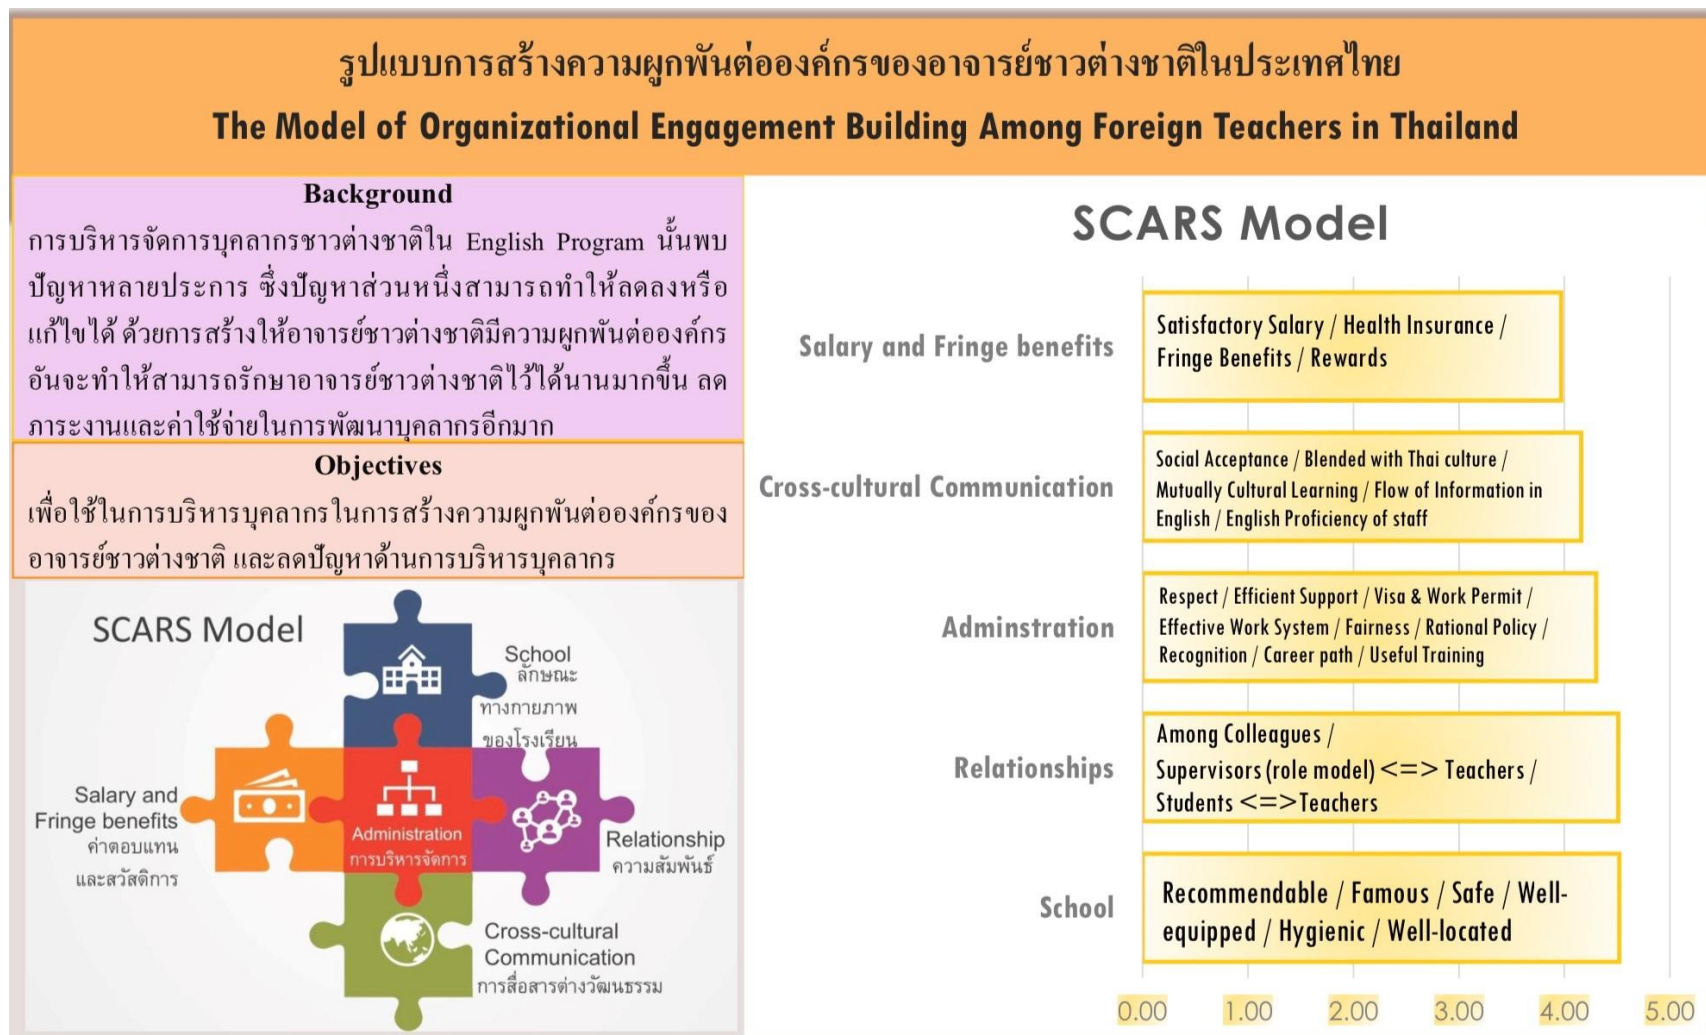 รูปแบบการสร้างความผูกพันต่อองค์กรของอาจารย์ชาวต่างชาติในประเทศไทย
The Model of Organizational Engagement Building Among Foreign Teachers in Thailand
Background
การบริหารจัดการบุคลากรชาวต่างชาติใน English Program นั้นพบ
ปัญหาหลายประการ ซึ่งปัญหาส่วนหนึ่งสามารถทำให้ลดลงหรือ
แก้ไขได้ ด้วยการสร้างให้อาจารย์ชาวต่างชาติมีความผูกพันต่อองค์กร
อันจะทำให้สามารถรักษาอาจารย์ชาวต่างชาติไว้ได้นานมากขึ้น ลด
ภาระงานและค่าใช้จ่ายในการพัฒนาบุคลากรอีกมาก
Objectives
เพื่อใช้ในการบริหารบุคลากรในการสร้างความผูกพันต่อองค์กรของ
อาจารย์ชาวต่างชาติ และลดปัญหาด้านการบริหารบุคลากร
SCARS Model
School
ลักษณะ
ทางกายภาพ
ของโรงเรียน
Salary and
Fringe benefits
ค่าตอบแทน
และสวัสดิการ
Administration
การบริหารจัดการ
Relationship
ความสัมพันธ์
Cross-cultural
Communication
การสื่อสารต่างวัฒนธรรม
SCARS Model
Salary and Fringe benefits
Satisfactory Salary / Health Insurance /
Fringe Benefits / Rewards
Cross-cultural Communication
Social Acceptance / Blended with Thai culture /
Mutually Cultural Learning / Flow of Information in
English / English Proficiency of staff
Adminstration
Respect / Efficient Support / Visa & Work Permit /
Effective Work System / Fairness / Rational Policy /
Recognition / Career path / Useful Training
Relationships
Among Colleagues /
Supervisors (role model) <=> Teachers /
Students <=>Teachers
School
Recommendable / Famous / Safe / Well-
equipped / Hygienic / Well-located
0.00 1.00 2.00 3.00 4.00 5.00